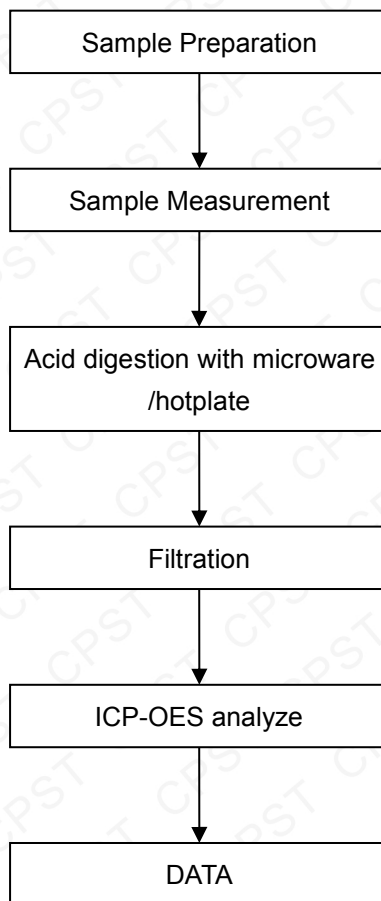 Sample Preparation
Sample Measurement
Acid digestion with microware
/hotplate
Filtration
ICP-OES analyze
DATA